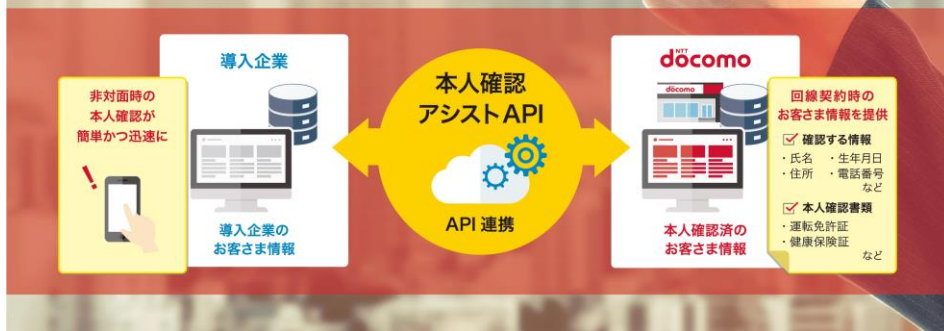 導入企業
非対面時の
本人確認が
簡単かつ迅速に
導入企業の
お客さま情報
本人確認
アシストAPI
API 連携
NTT
döcomo
döcomo
本人確認済の
お客さま情報
回線契約時の
お客さま情報を提供
確認する情報
・氏名 ・生年月日
・住所 ・電話番号
など
本人確認書類
・運転免許証
・健康保険証
など